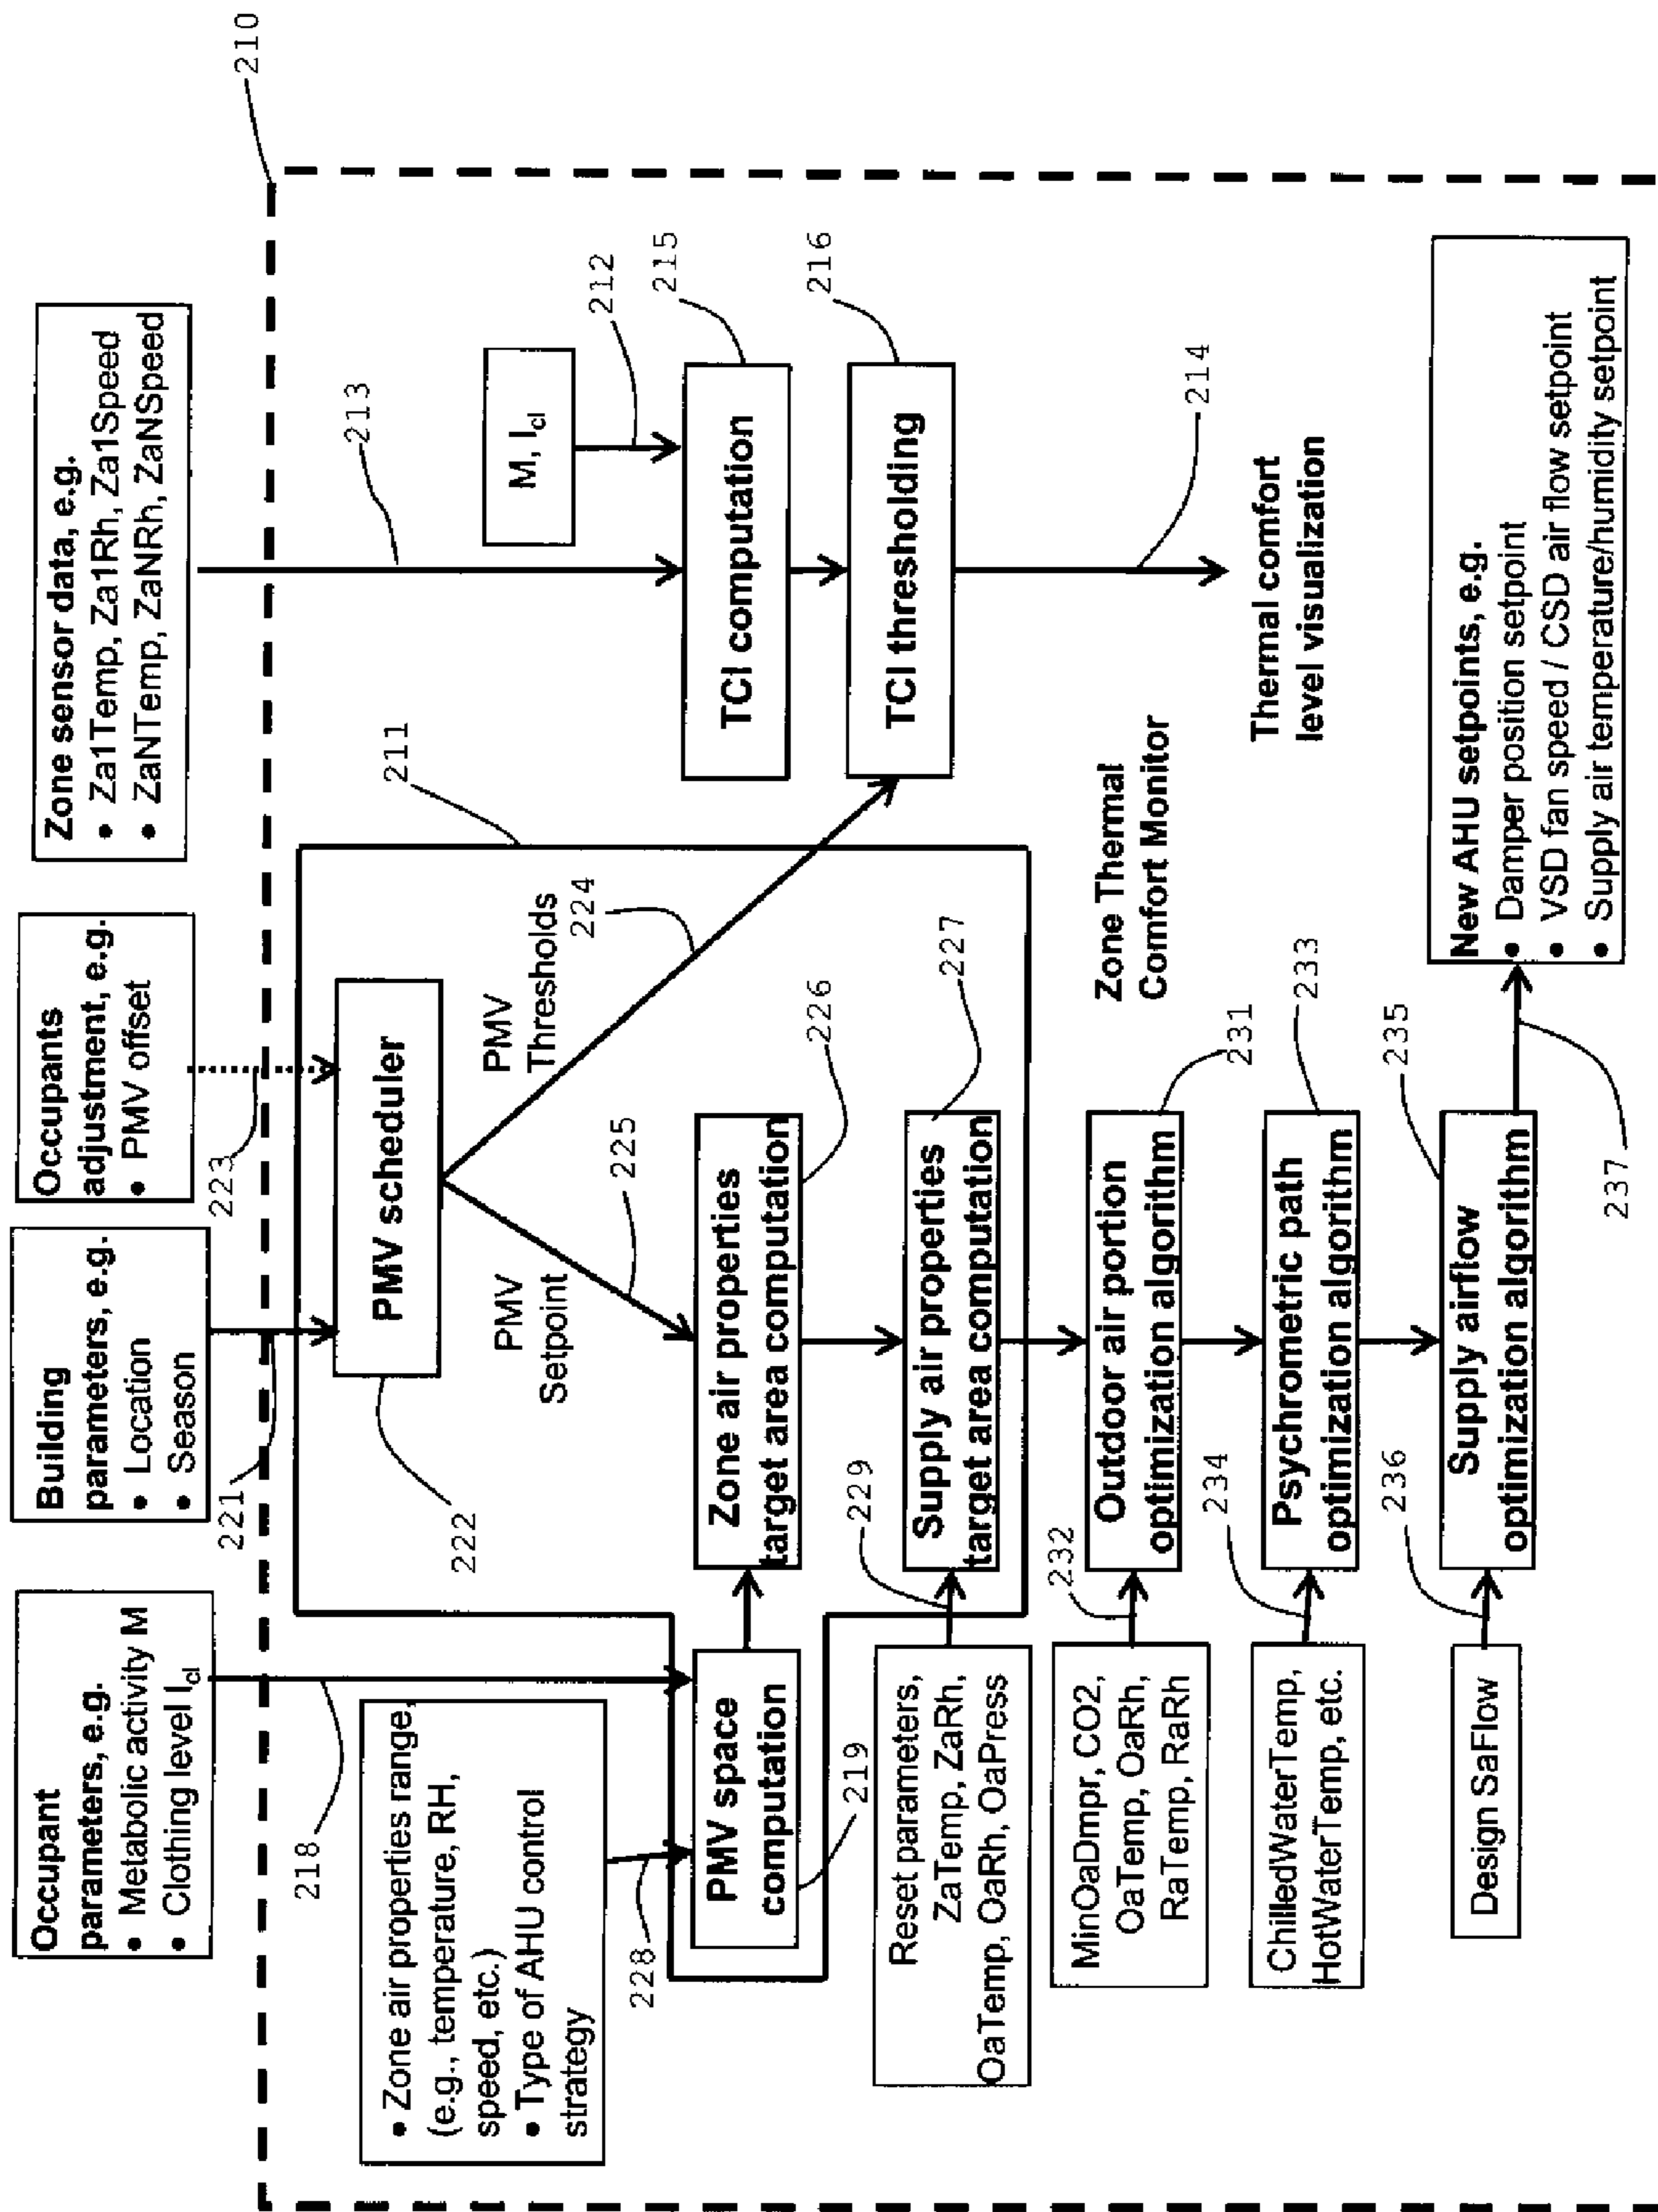 Occupant
parameters, e.g.
• Metabolic activity M
• Clothing level Icl
Building
parameters, e.g.
• Location
• Season
Occupants
adjustment, e.g.
• PMV offset
Zone sensor data, e.g.
• Za1Temp, Za1Rh, Za1Speed
• ZaNTemp, ZaNRh, ZaNSpeed
210
218
221
223
213
211
• Zone air properties range,
(e.g., temperature, RH,
speed, etc.)
• Type of AHU control
strategy
228
222
PMV scheduler
M, Icl
212
PMV
Setpoint
225
PMV
Thresholds
224
TCI computation
215
PMV space
computation
219
Zone air properties
target area computation
226
TCI thresholding
216
Reset parameters,
ZaTemp, ZaRh,
OaTemp, OaRh, OaPress
229
Supply air properties
target area computation
227
214
MinOaDmpr, CO2,
OaTemp, OaRh,
RaTemp, RaRh
232
Outdoor air portion
optimization algorithm
231
Zone Thermal
Comfort Monitor
Thermal comfort
level visualization
ChilledWaterTemp,
HotWaterTemp, etc.
234
Psychrometric path
optimization algorithm
233
Design SaFlow
236
Supply airflow
optimization algorithm
235
237
New AHU setpoints, e.g.
• Damper position setpoint
• VSD fan speed / CSD air flow setpoint
• Supply air temperature/humidity setpoint